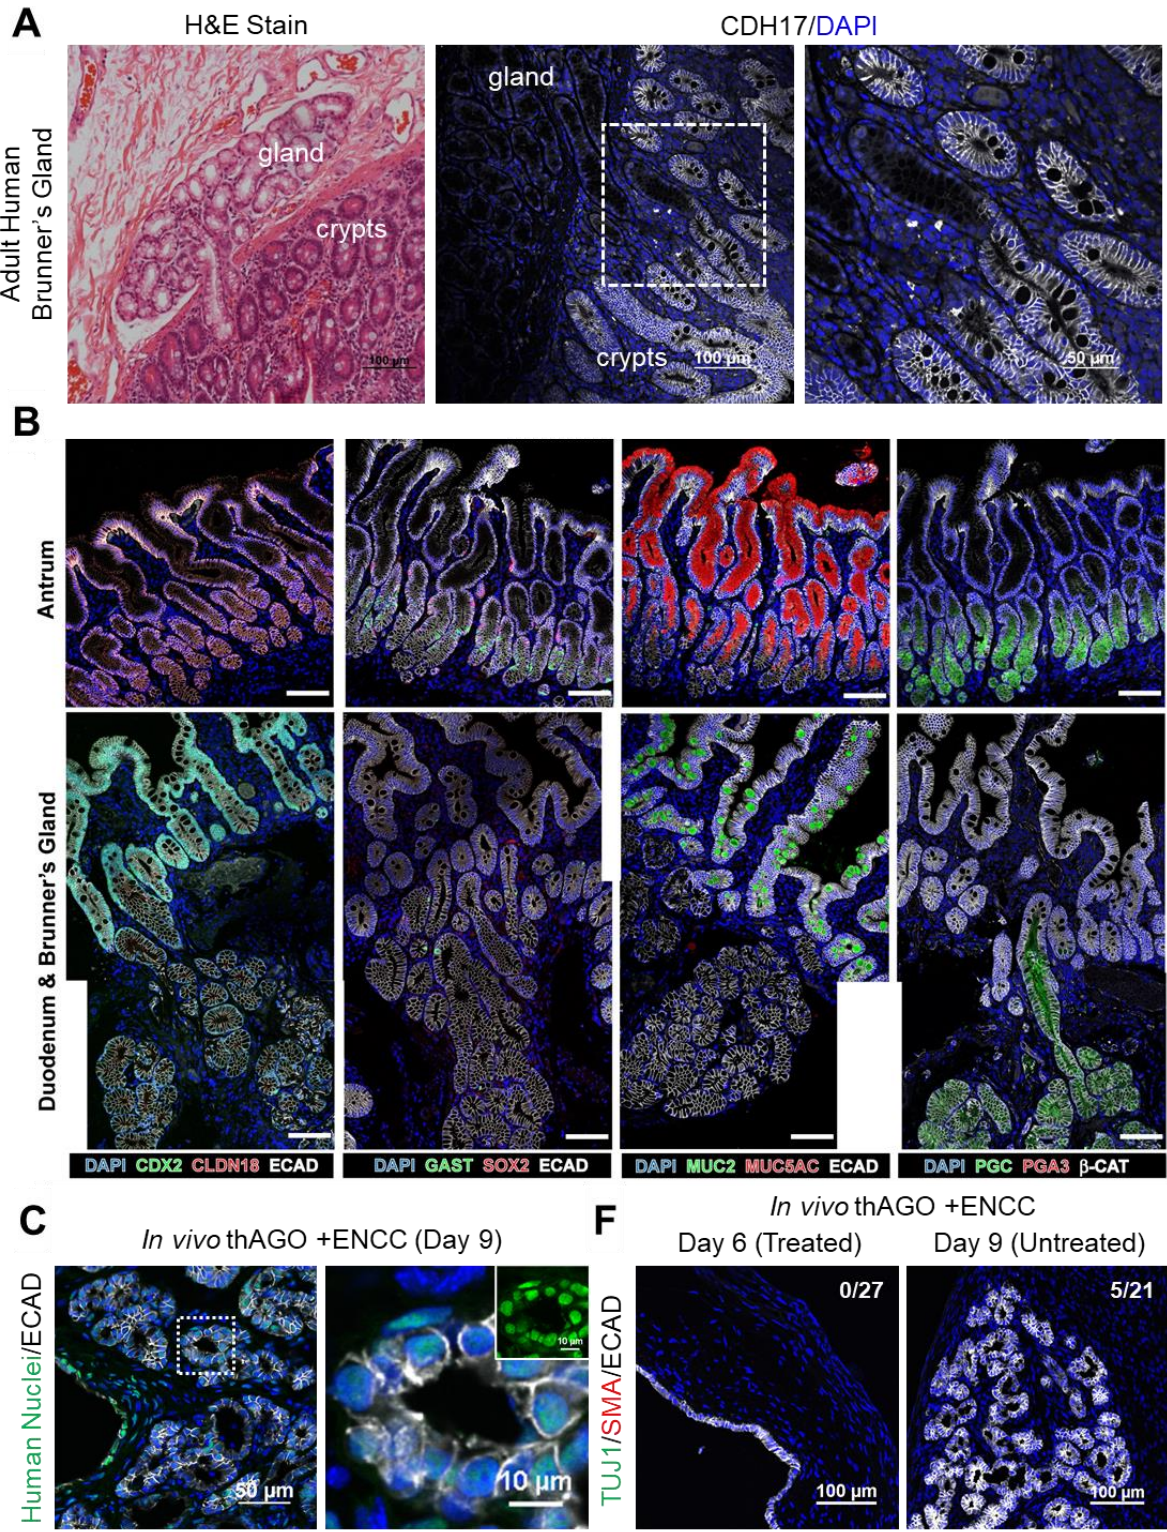 A
H&E Stain
CDH17/DAPI
Adult Human
Brunner's Gland
gland
crypts
100 µm
gland
crypts
100 µm
50 µm
B
Antrum
Duodenum & Brunner's Gland
DAPI CDX2 CLDN18 ECAD
DAPI GAST SOX2 ECAD
DAPI MUC2 MUC5AC ECAD
DAPI PGC PGA3 β-CAT
C
In vivo thAGO +ENCC (Day 9)
Human Nuclei/ECAD
50 µm
10 µm
10 µm
F
In vivo thAGO +ENCC
Day 6 (Treated)
Day 9 (Untreated)
TUJ1/SMA/ECAD
0/27
100 µm
5/21
100 µm